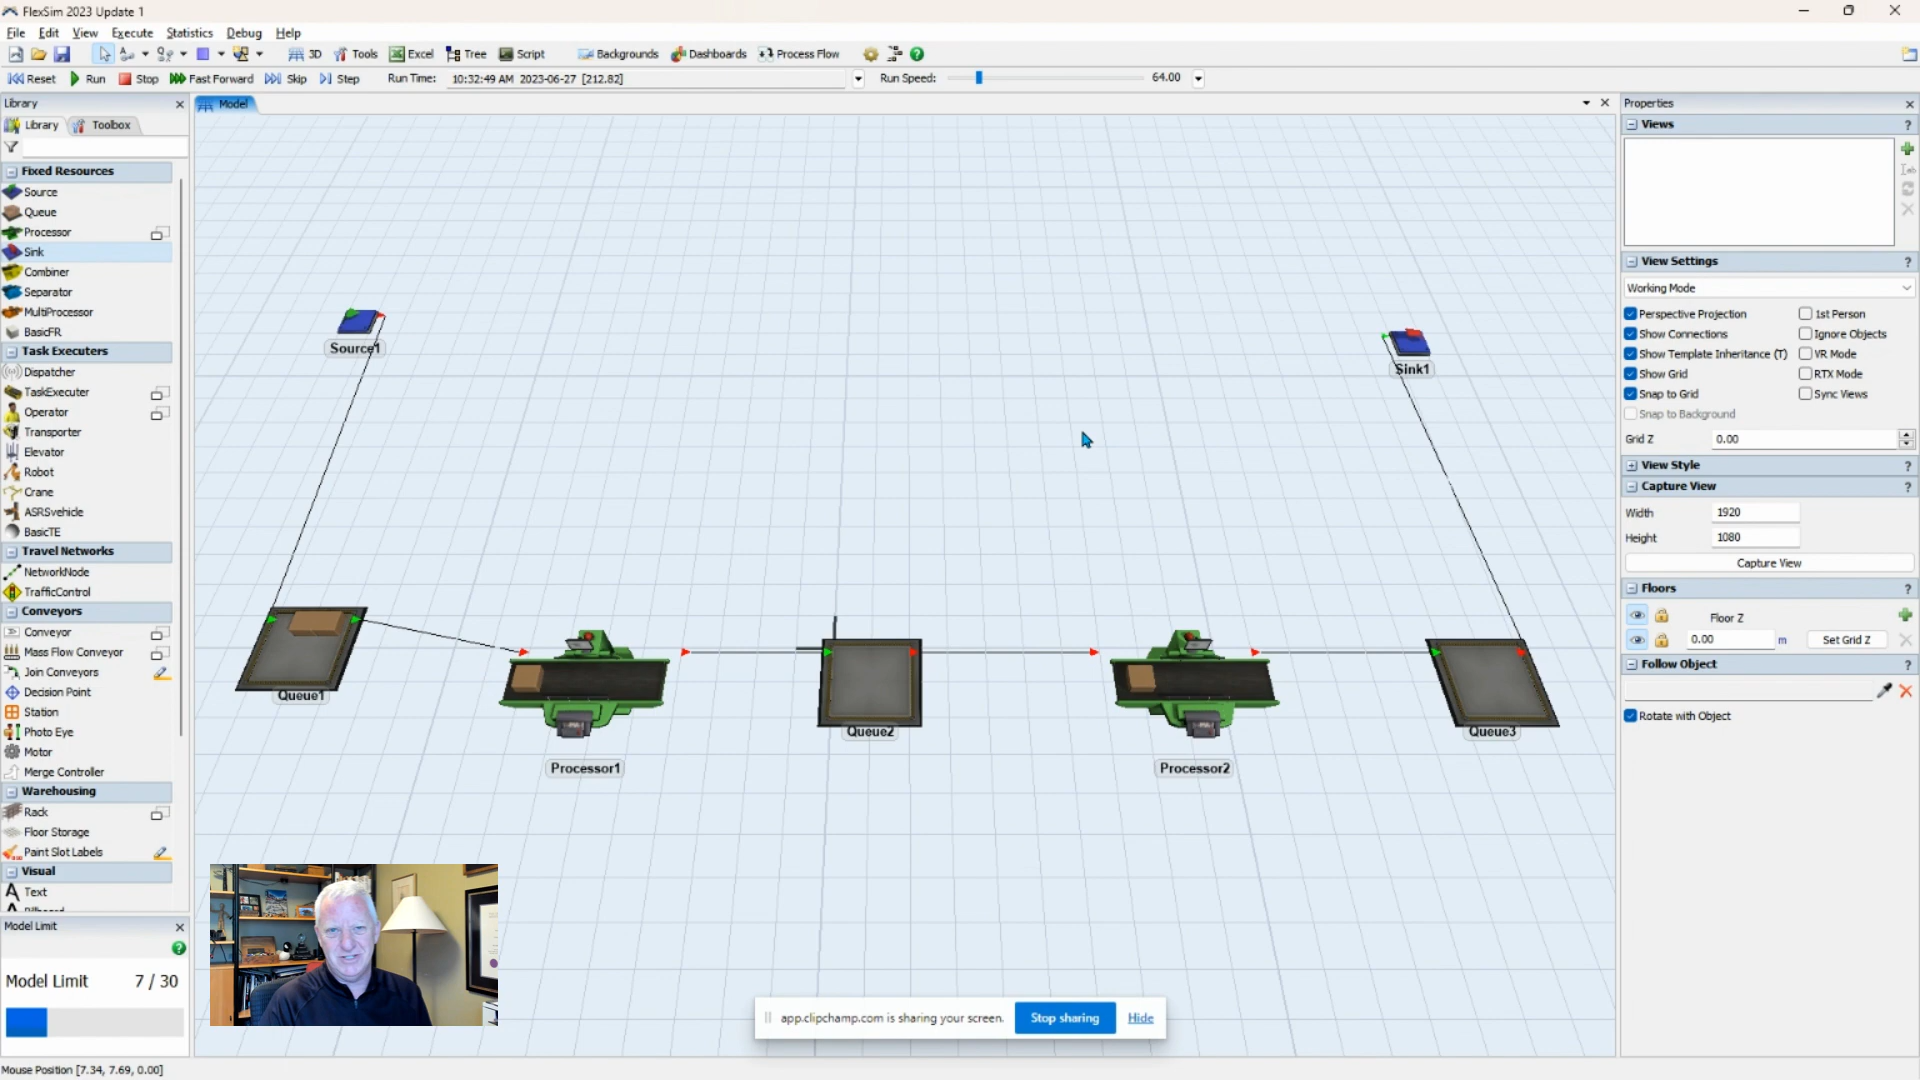 FlexSim 2023 Update 1
File Edit View Execute Statistics Debug Help
3D Tools Excel Tree Script Backgrounds Dashboards Process Flow
Reset Run Stop Fast Forward Skip Step Run Time: 10:32:49 AM 2023-06-27 [212.82] Run Speed: 64.00
Library
Library Toolbox
Fixed Resources
Source
Queue
Processor
Sink
Combiner
Separator
MultiProcessor
BasicFR
Task Executers
Dispatcher
TaskExecuter
Operator
Transporter
Elevator
Robot
Crane
ASRSvehicle
BasicTE
Travel Networks
NetworkNode
TrafficControl
Conveyors
Conveyor
Mass Flow Conveyor
Join Conveyors
Decision Point
Station
Photo Eye
Motor
Merge Controller
Warehousing
Rack
Floor Storage
Paint Slot Labels
Visual
Text
Model Limit
Model Limit 7 / 30
Mouse Position [7.34, 7.69, 0.00]
Model
Source1
Sink1
Queue1
Queue2
Queue3
Processor1
Processor2
app.clipchamp.com is sharing your screen. Stop sharing Hide
Properties
Views
View Settings
Working Mode
Perspective Projection 1st Person
Show Connections Ignore Objects
Show Template Inheritance (T) VR Mode
Show Grid RTX Mode
Snap to Grid Sync Views
Snap to Background
Grid Z 0.00
View Style
Capture View
Width 1920
Height 1080
Capture View
Floors
Floor Z
0.00 m Set Grid Z
Follow Object
Rotate with Object